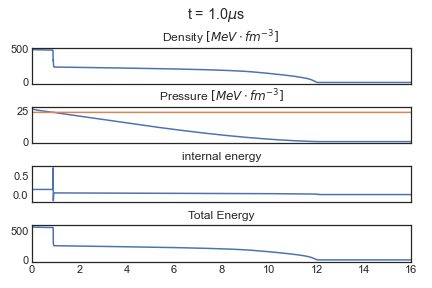 t = 1.0μs
Density [MeV · fm⁻³]
500
0
Pressure [MeV · fm⁻³]
25
0
internal energy
0.5
0.0
Total Energy
500
0
0 2 4 6 8 10 12 14 16